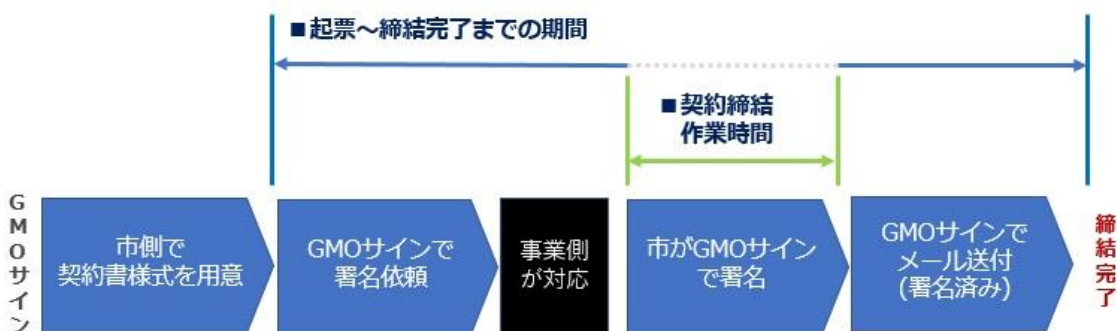 ■起票～締結完了までの期間
■契約締結
作業時間
GMOサイン
市側で
契約書様式を用意
GMOサインで
署名依頼
事業側
が対応
市がGMOサイン
で署名
GMOサインで
メール送付
(署名済み)
締結完了